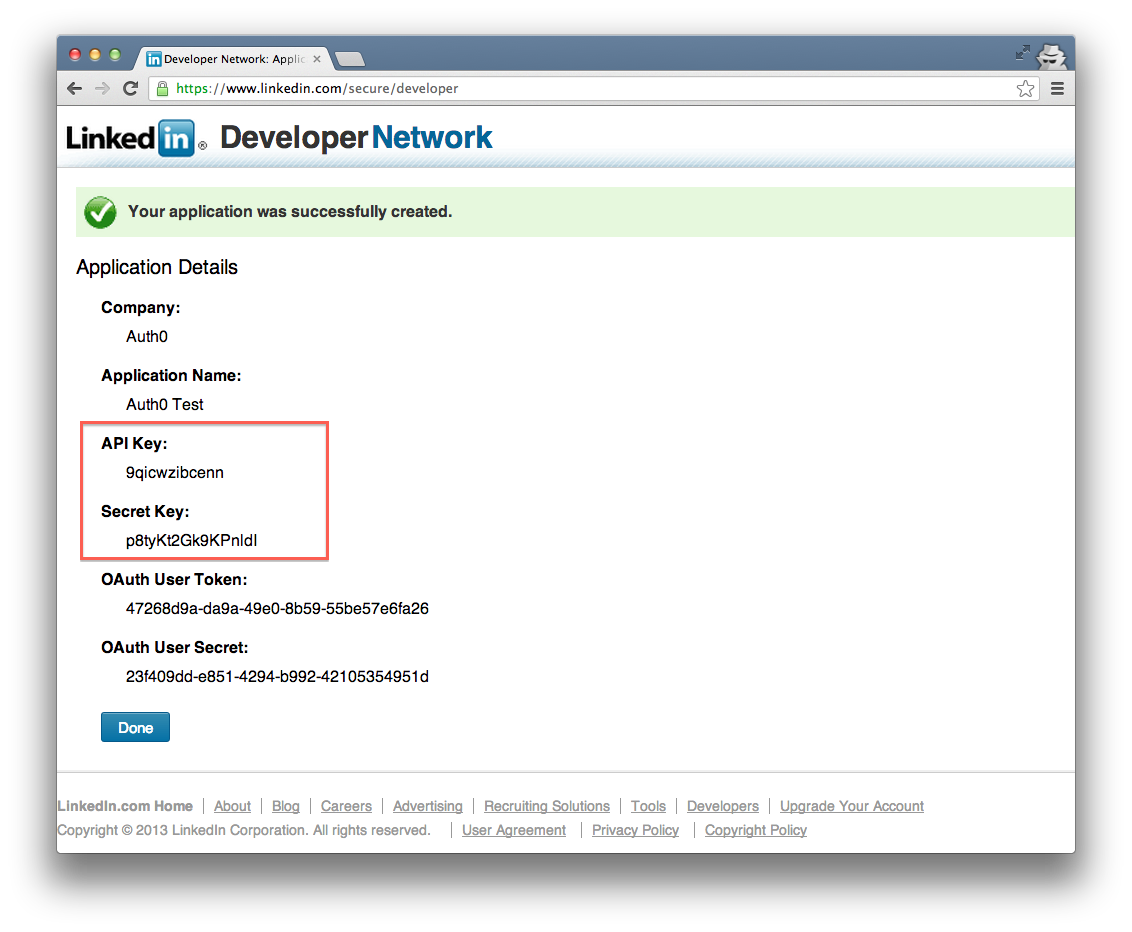 Developer Network: Applic
https://www.linkedin.com/secure/developer
Linked in ® Developer Network
Your application was successfully created.
Application Details
Company:
Auth0
Application Name:
Auth0 Test
API Key:
9qicwzibcenn
Secret Key:
p8tyKt2Gk9KPnIdI
OAuth User Token:
47268d9a-da9a-49e0-8b59-55be57e6fa26
OAuth User Secret:
23f409dd-e851-4294-b992-42105354951d
Done
LinkedIn.com Home | About | Blog | Careers | Advertising | Recruiting Solutions | Tools | Developers | Upgrade Your Account
Copyright © 2013 LinkedIn Corporation. All rights reserved. | User Agreement | Privacy Policy | Copyright Policy